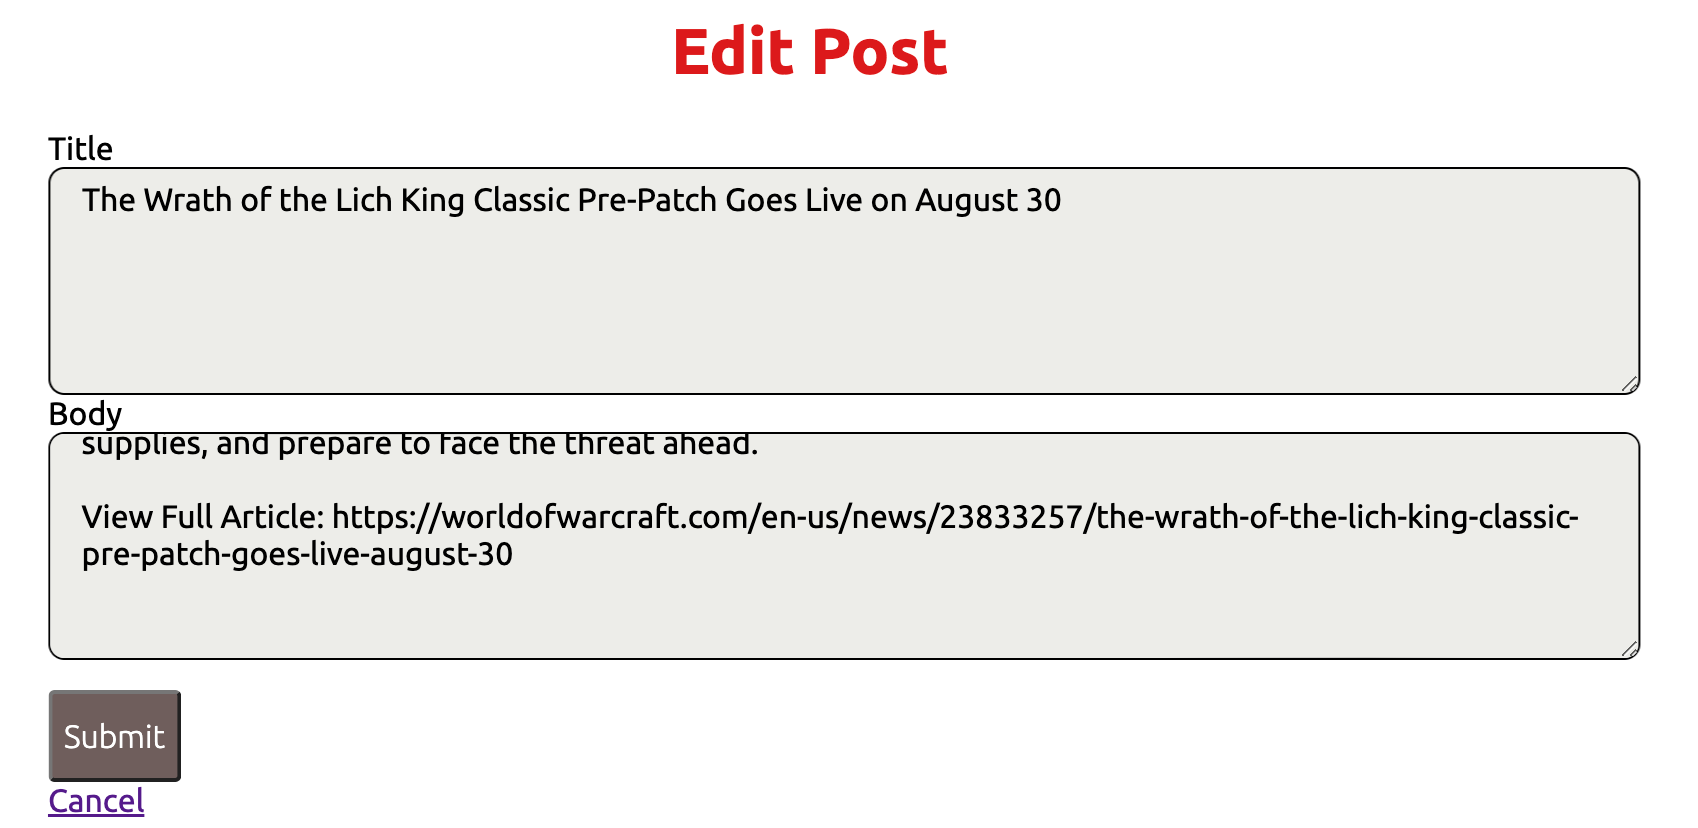 Edit Post
Title
The Wrath of the Lich King Classic Pre-Patch Goes Live on August 30
Body
supplies, and prepare to face the threat ahead.
View Full Article: https://worldofwarcraft.com/en-us/news/23833257/the-wrath-of-the-lich-king-classic-
pre-patch-goes-live-august-30
Submit
Cancel